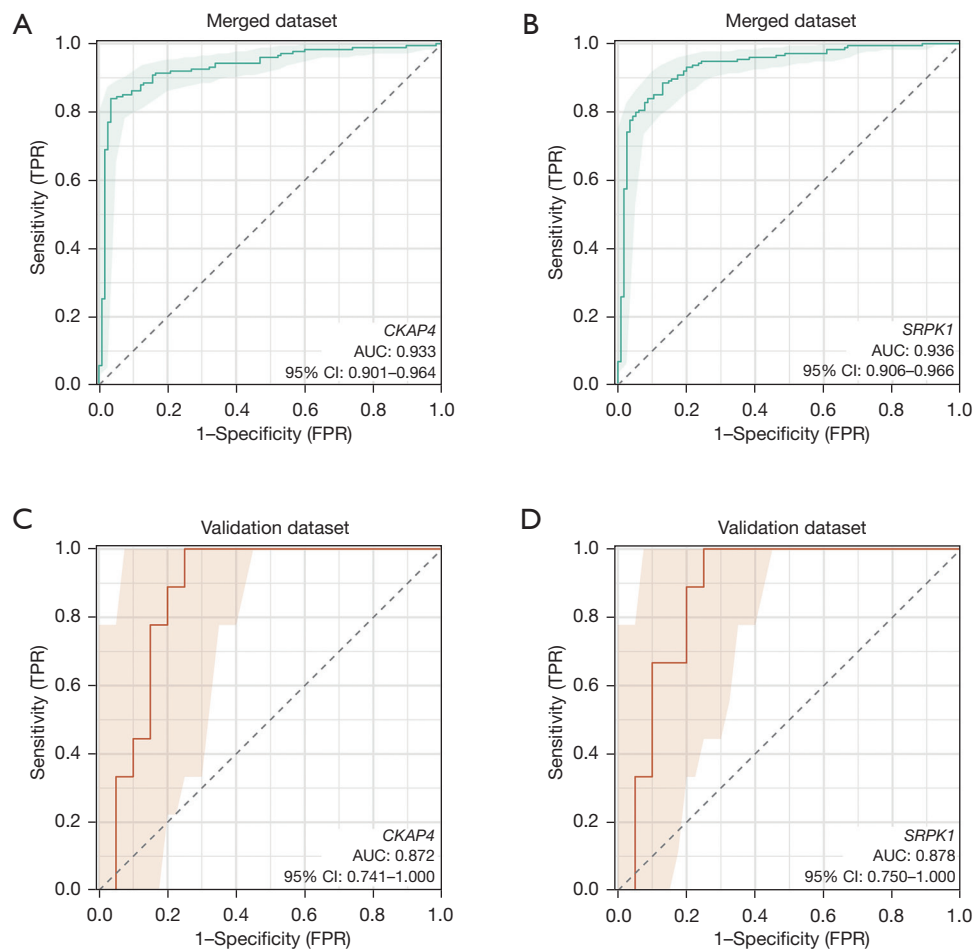 A
Merged dataset
1.0
0.8
0.6
0.4
0.2
0.0
Sensitivity (TPR)
CKAP4
AUC: 0.933
95% CI: 0.901–0.964
0.0 0.2 0.4 0.6 0.8 1.0
1–Specificity (FPR)
B
Merged dataset
1.0
0.8
0.6
0.4
0.2
0.0
Sensitivity (TPR)
SRPK1
AUC: 0.936
95% CI: 0.906–0.966
0.0 0.2 0.4 0.6 0.8 1.0
1–Specificity (FPR)
C
Validation dataset
1.0
0.8
0.6
0.4
0.2
0.0
Sensitivity (TPR)
CKAP4
AUC: 0.872
95% CI: 0.741–1.000
0.0 0.2 0.4 0.6 0.8 1.0
1–Specificity (FPR)
D
Validation dataset
1.0
0.8
0.6
0.4
0.2
0.0
Sensitivity (TPR)
SRPK1
AUC: 0.878
95% CI: 0.750–1.000
0.0 0.2 0.4 0.6 0.8 1.0
1–Specificity (FPR)